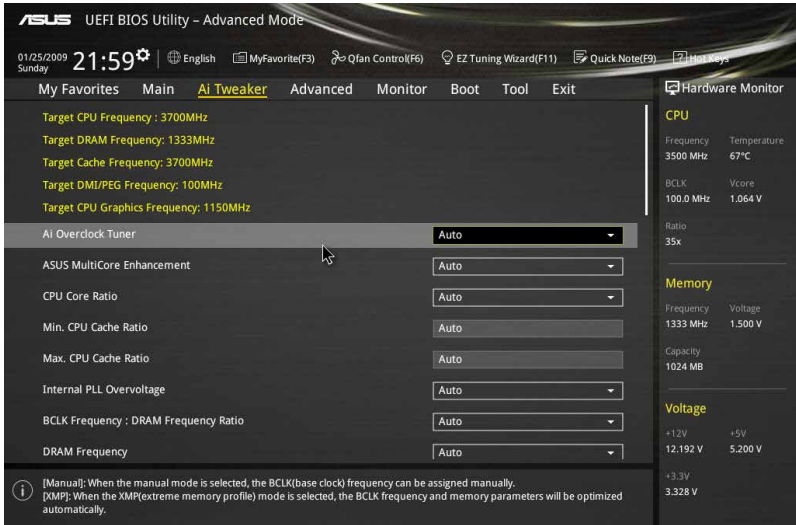 ASUS UEFI BIOS Utility – Advanced Mode
01/25/2009 Sunday 21:59 English MyFavorite(F3) Qfan Control(F6) EZ Tuning Wizard(F11) Quick Note(F9) Hot Keys
My Favorites Main Ai Tweaker Advanced Monitor Boot Tool Exit
Target CPU Frequency : 3700MHz
Target DRAM Frequency: 1333MHz
Target Cache Frequency: 3700MHz
Target DMI/PEG Frequency: 100MHz
Target CPU Graphics Frequency: 1150MHz
Ai Overclock Tuner Auto
ASUS MultiCore Enhancement Auto
CPU Core Ratio Auto
Min. CPU Cache Ratio Auto
Max. CPU Cache Ratio Auto
Internal PLL Overvoltage Auto
BCLK Frequency : DRAM Frequency Ratio Auto
DRAM Frequency Auto
[Manual]: When the manual mode is selected, the BCLK(base clock) frequency can be assigned manually.
[XMP]: When the XMP(extreme memory profile) mode is selected, the BCLK frequency and memory parameters will be optimized
automatically.
Hardware Monitor
CPU
Frequency Temperature
3500 MHz 67°C
BCLK Vcore
100.0 MHz 1.064 V
Ratio
35x
Memory
Frequency Voltage
1333 MHz 1.500 V
Capacity
1024 MB
Voltage
+12V +5V
12.192 V 5.200 V
+3.3V
3.328 V